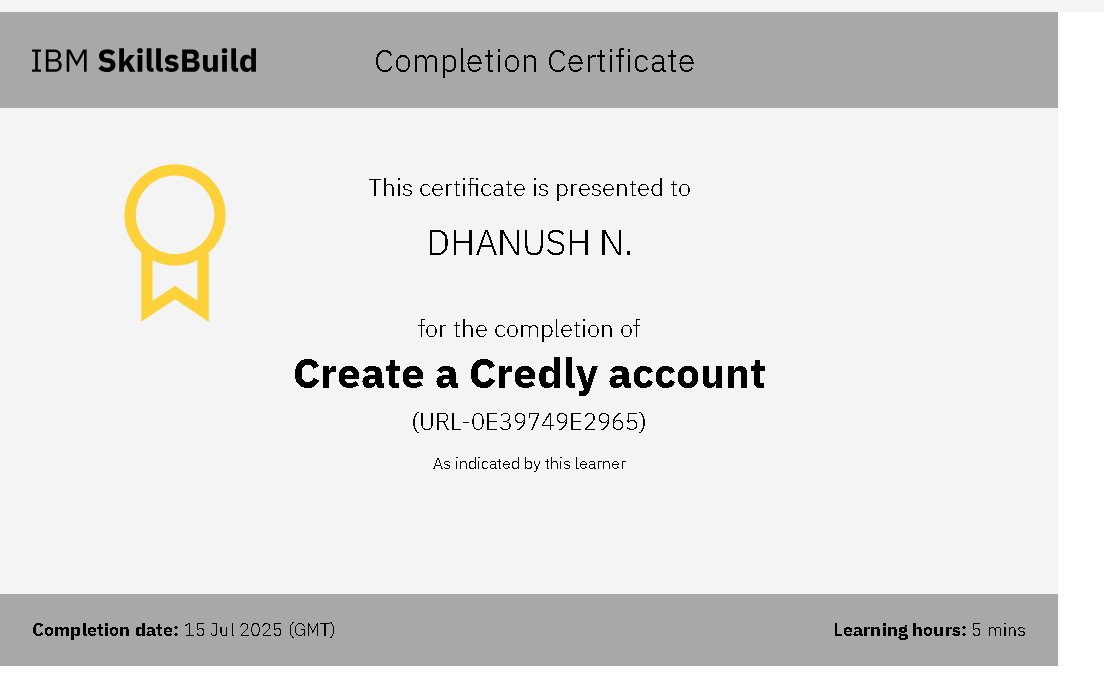 IBM SkillsBuild
Completion Certificate
This certificate is presented to
DHANUSH N.
for the completion of
Create a Credly account
(URL-0E39749E2965)
As indicated by this learner
Completion date: 15 Jul 2025 (GMT)
Learning hours: 5 mins